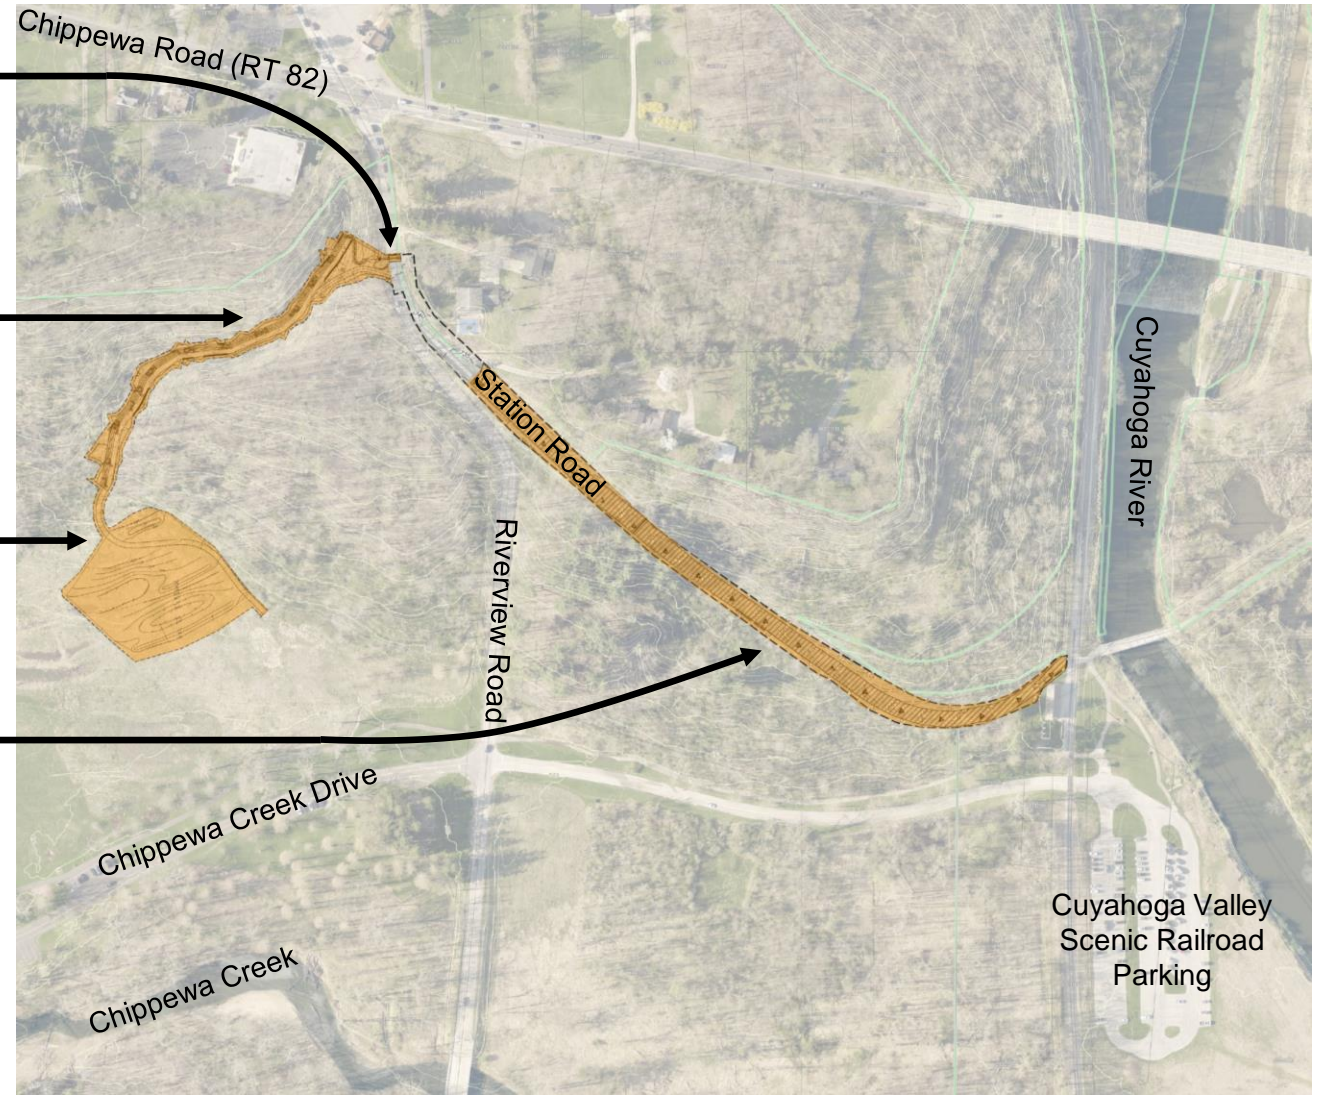 Chippewa Road (RT 82)
Station Road
Cuyahoga River
Riverview Road
Chippewa Creek Drive
Chippewa Creek
Cuyahoga Valley
Scenic Railroad
Parking